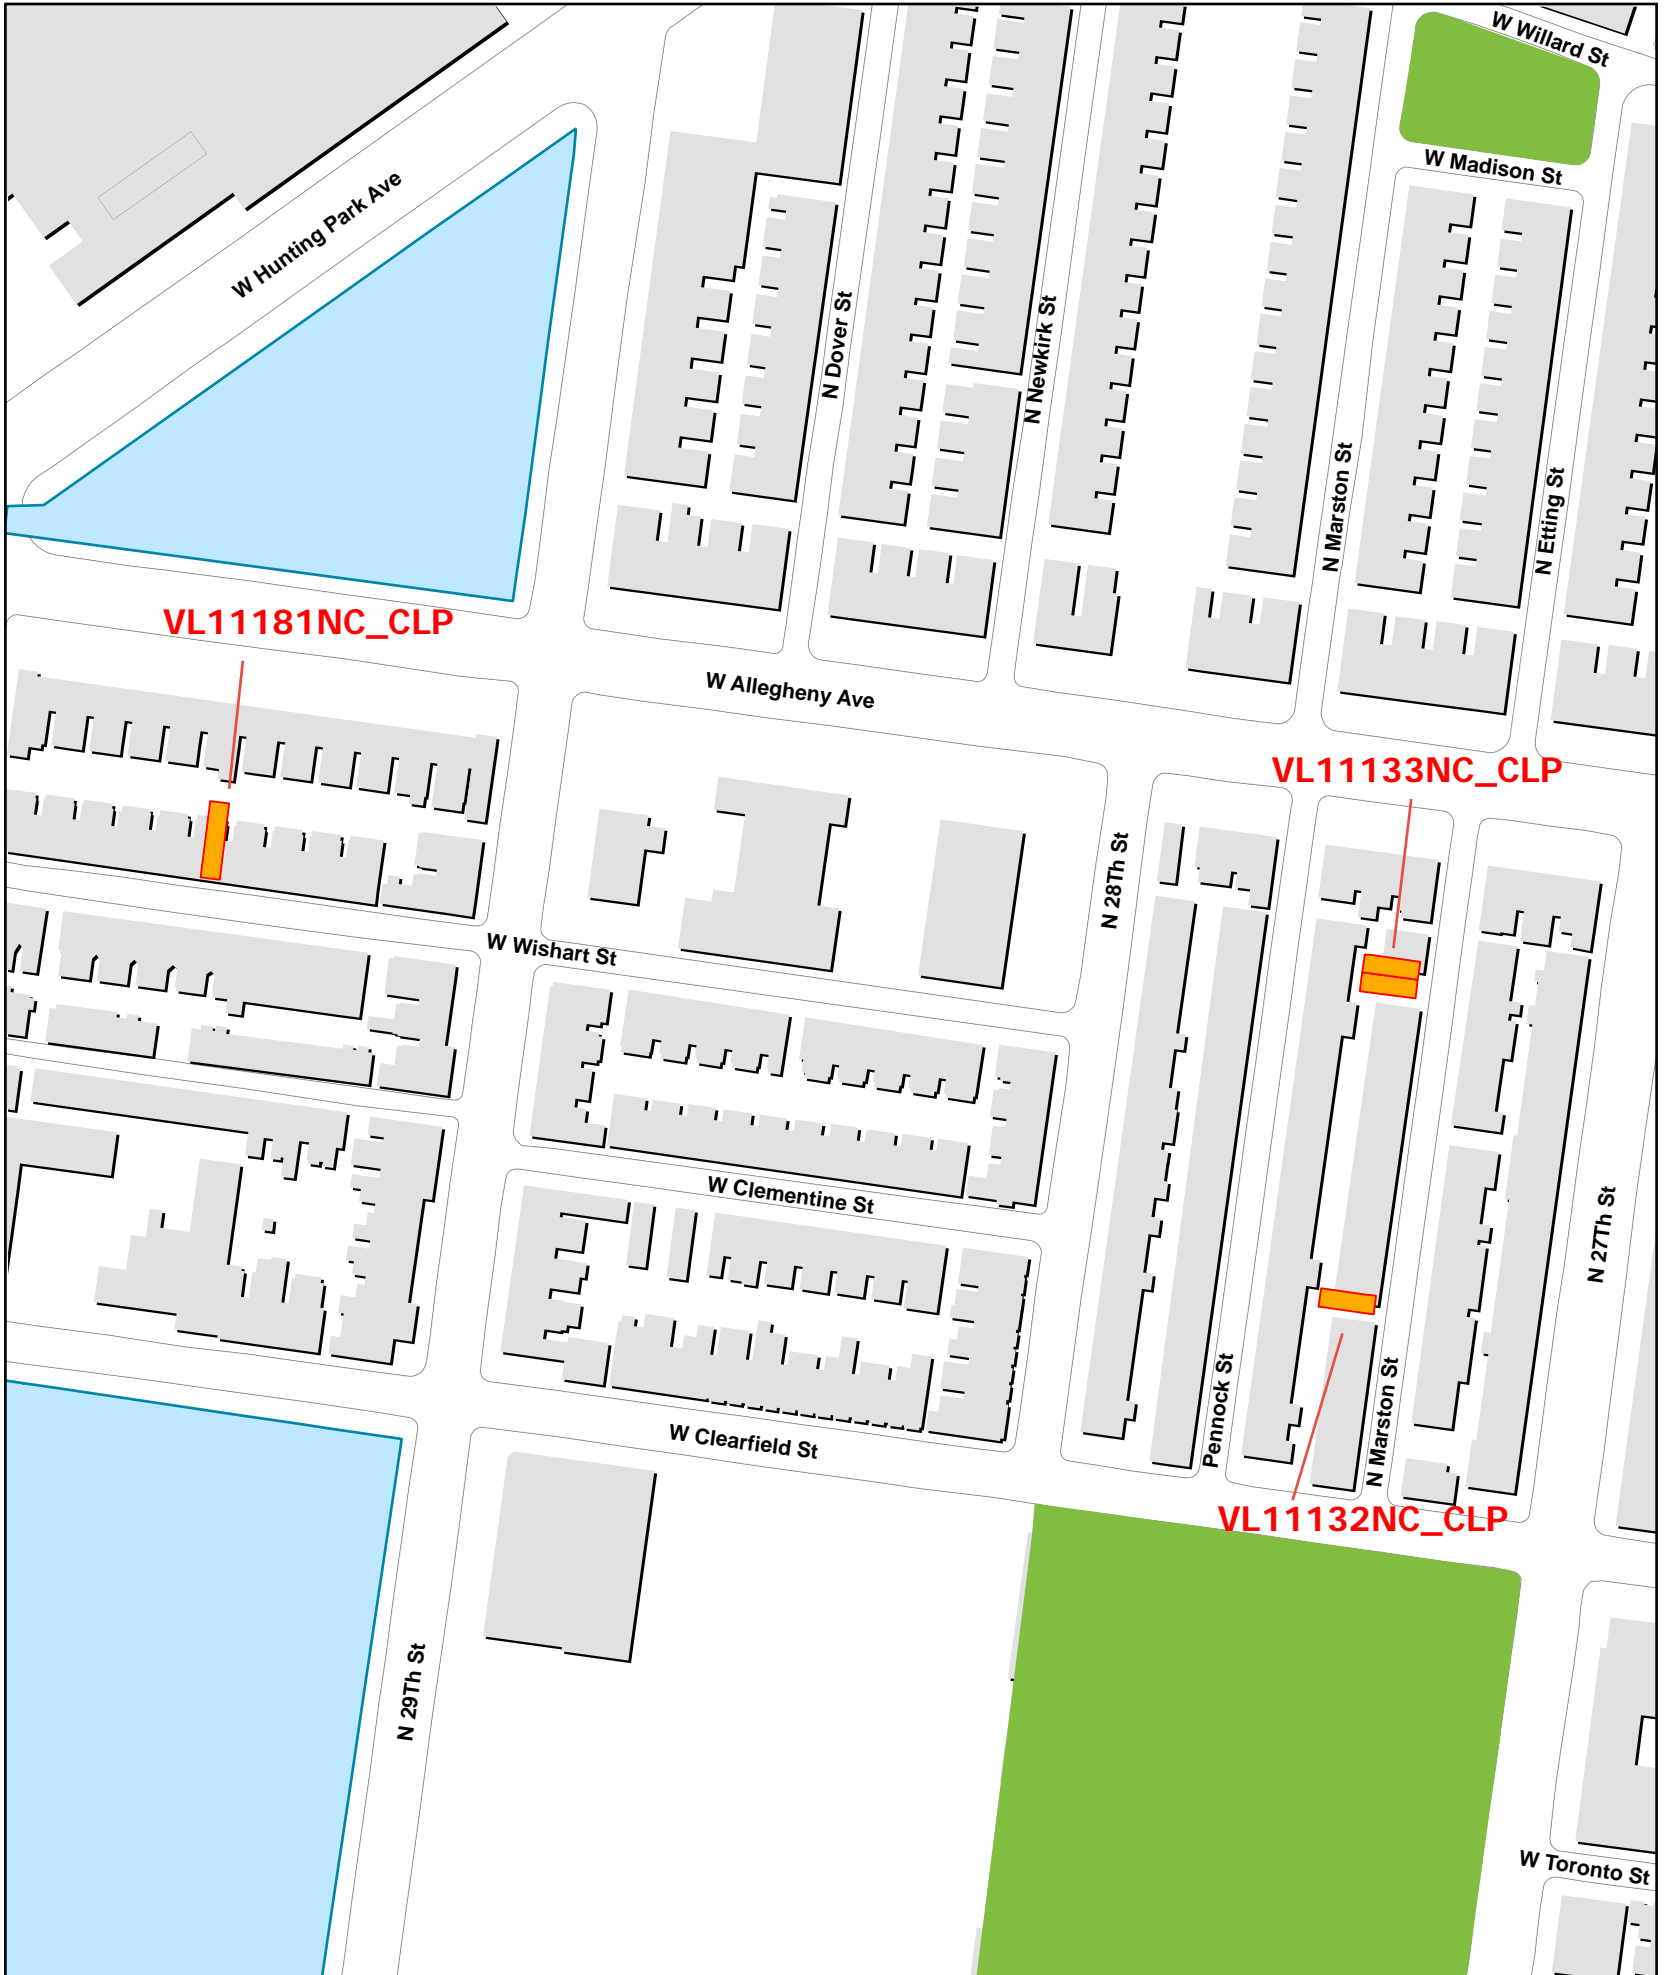 W Willard St
W Madison St
W Hunting Park Ave
N Dover St
N Newkirk St
N Marston St
N Etting St
VL11181NC_CLP
W Allegheny Ave
VL11133NC_CLP
N 28Th St
W Wishart St
W Clementine St
N 27Th St
Pennock St
N Marston St
W Clearfield St
VL11132NC_CLP
N 29Th St
W Toronto St